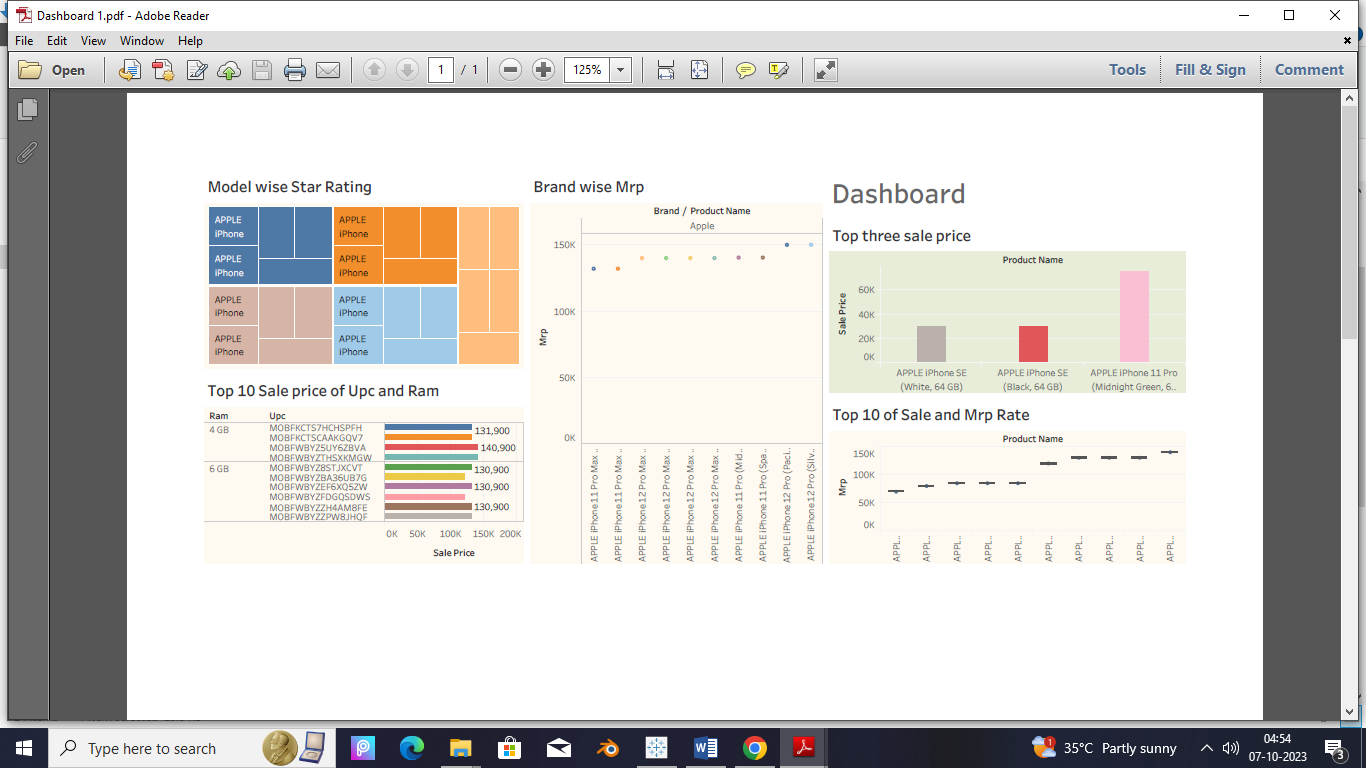 Dashboard 1.pdf - Adobe Reader
File Edit View Window Help
Open 1 / 1 125% Tools Fill & Sign Comment
Model wise Star Rating
APPLE iPhone
APPLE iPhone
APPLE iPhone
APPLE iPhone
APPLE iPhone
APPLE iPhone
APPLE iPhone
APPLE iPhone
Top 10 Sale price of Upc and Ram
Ram Upc
4 GB MOBFKCTS7HCHSPFH 131,900
MOBFKCTSCAAKGQV7
MOBFWBYZ5UY6ZBVA 140,900
MOBFWBYZTHSXKMGW
6 GB MOBFWBYZ8STJXCVT 130,900
MOBFWBYZBA36UB7G
MOBFWBYZEF6XQ5ZW 130,900
MOBFWBYZFDGQSDWS
MOBFWBYZZH4AM8FE 130,900
MOBFWBYZZPW8JHQF
0K 50K 100K 150K 200K
Sale Price
Brand wise Mrp
Brand / Product Name
Apple
150K
100K
50K
0K
Mrp
APPLE iPhone 11 Pro Max ..
APPLE iPhone 11 Pro Max ..
APPLE iPhone 12 Pro Max ..
APPLE iPhone 12 Pro Max ..
APPLE iPhone 12 Pro Max ..
APPLE iPhone 12 Pro Max ..
APPLE iPhone 11 Pro (Mid..
APPLE iPhone 11 Pro (Spa..
APPLE iPhone 12 Pro (Paci..
APPLE iPhone 12 Pro (Silv..
Dashboard
Top three sale price
Product Name
60K
40K
20K
0K
Sale Price
APPLE iPhone SE (White, 64 GB)
APPLE iPhone SE (Black, 64 GB)
APPLE iPhone 11 Pro (Midnight Green, 6..
Top 10 of Sale and Mrp Rate
Product Name
150K
100K
50K
0K
Mrp
APPL..
APPL..
APPL..
APPL..
APPL..
APPL..
APPL..
APPL..
APPL..
APPL..
Type here to search
35°C Partly sunny
04:54
07-10-2023
3